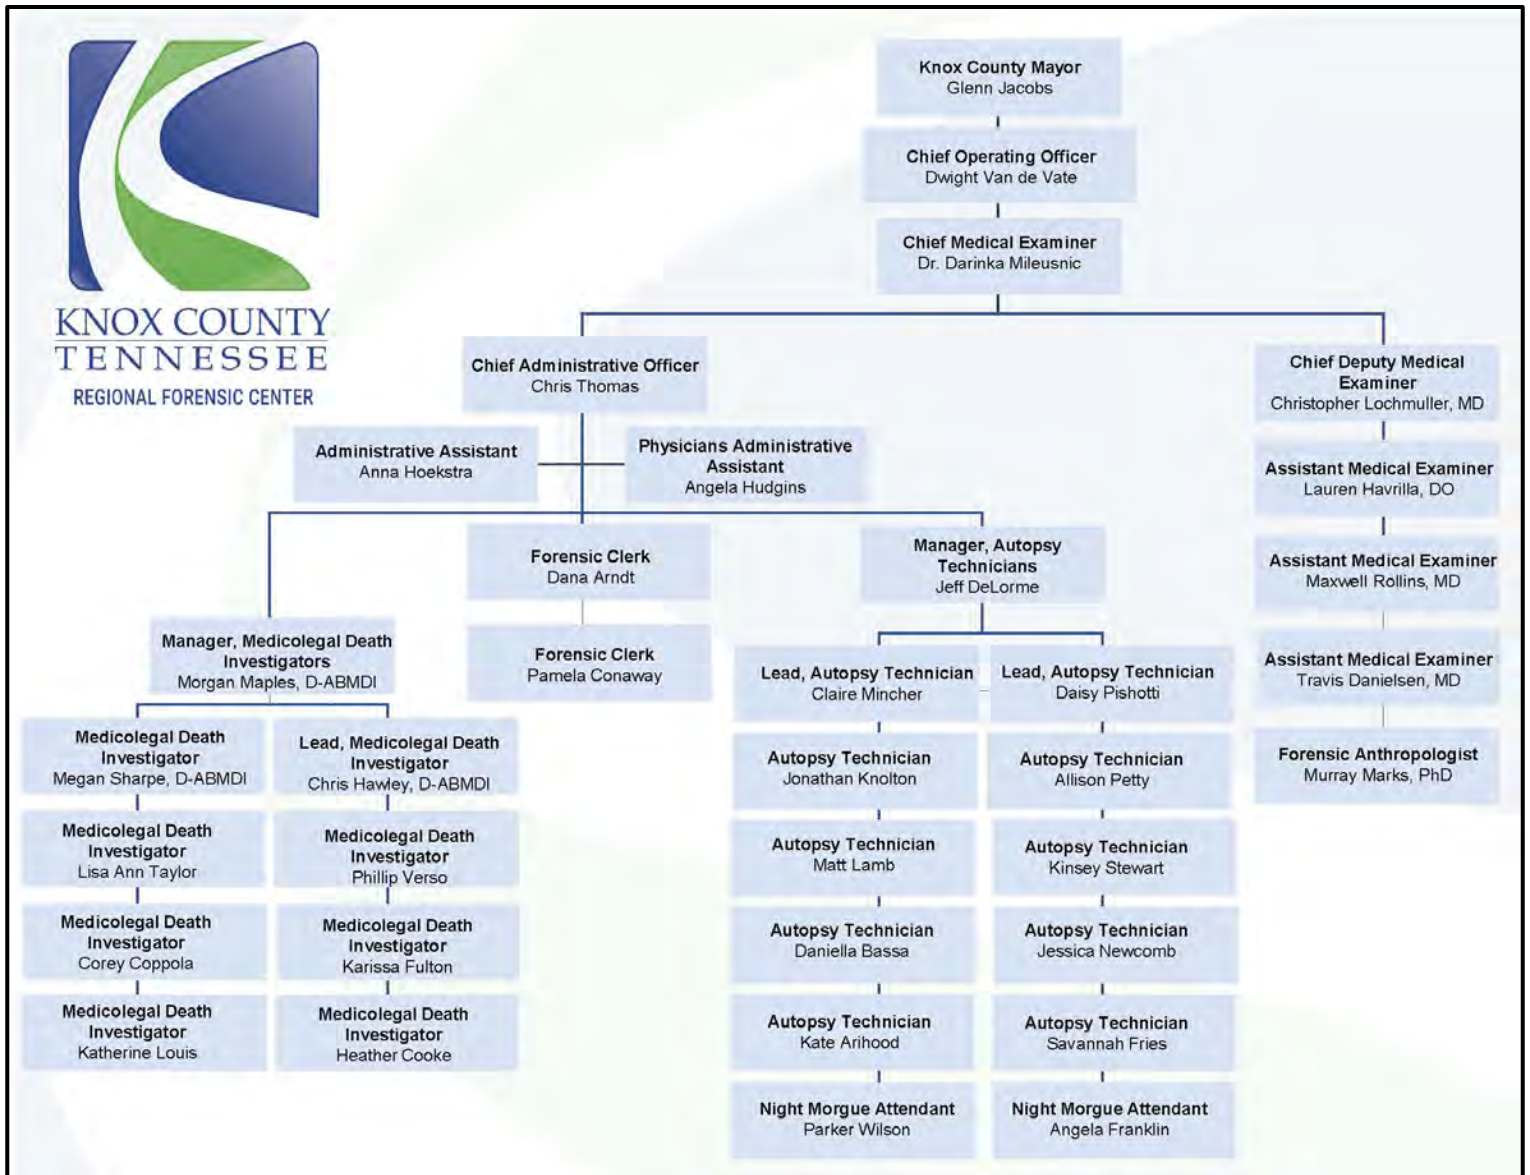 KNOX COUNTY
TENNESSEE
REGIONAL FORENSIC CENTER
Knox County Mayor
Glenn Jacobs
Chief Operating Officer
Dwight Van de Vate
Chief Medical Examiner
Dr. Darinka Mileusnic
Chief Administrative Officer
Chris Thomas
Administrative Assistant
Anna Hoekstra
Physicians Administrative
Assistant
Angela Hudgins
Forensic Clerk
Dana Arndt
Forensic Clerk
Pamela Conaway
Manager, Medicolegal Death
Investigators
Morgan Maples, D-ABMDI
Medicolegal Death
Investigator
Megan Sharpe, D-ABMDI
Medicolegal Death
Investigator
Lisa Ann Taylor
Medicolegal Death
Investigator
Corey Coppola
Medicolegal Death
Investigator
Katherine Louis
Lead, Medicolegal Death
Investigator
Chris Hawley, D-ABMDI
Medicolegal Death
Investigator
Phillip Verso
Medicolegal Death
Investigator
Karissa Fulton
Medicolegal Death
Investigator
Heather Cooke
Manager, Autopsy
Technicians
Jeff DeLorme
Lead, Autopsy Technician
Claire Mincher
Autopsy Technician
Jonathan Knolton
Autopsy Technician
Matt Lamb
Autopsy Technician
Daniella Bassa
Autopsy Technician
Kate Arihood
Night Morgue Attendant
Parker Wilson
Lead, Autopsy Technician
Daisy Pishotti
Autopsy Technician
Allison Petty
Autopsy Technician
Kinsey Stewart
Autopsy Technician
Jessica Newcomb
Autopsy Technician
Savannah Fries
Night Morgue Attendant
Angela Franklin
Chief Deputy Medical
Examiner
Christopher Lochmuller, MD
Assistant Medical Examiner
Lauren Havrilla, DO
Assistant Medical Examiner
Maxwell Rollins, MD
Assistant Medical Examiner
Travis Danielsen, MD
Forensic Anthropologist
Murray Marks, PhD